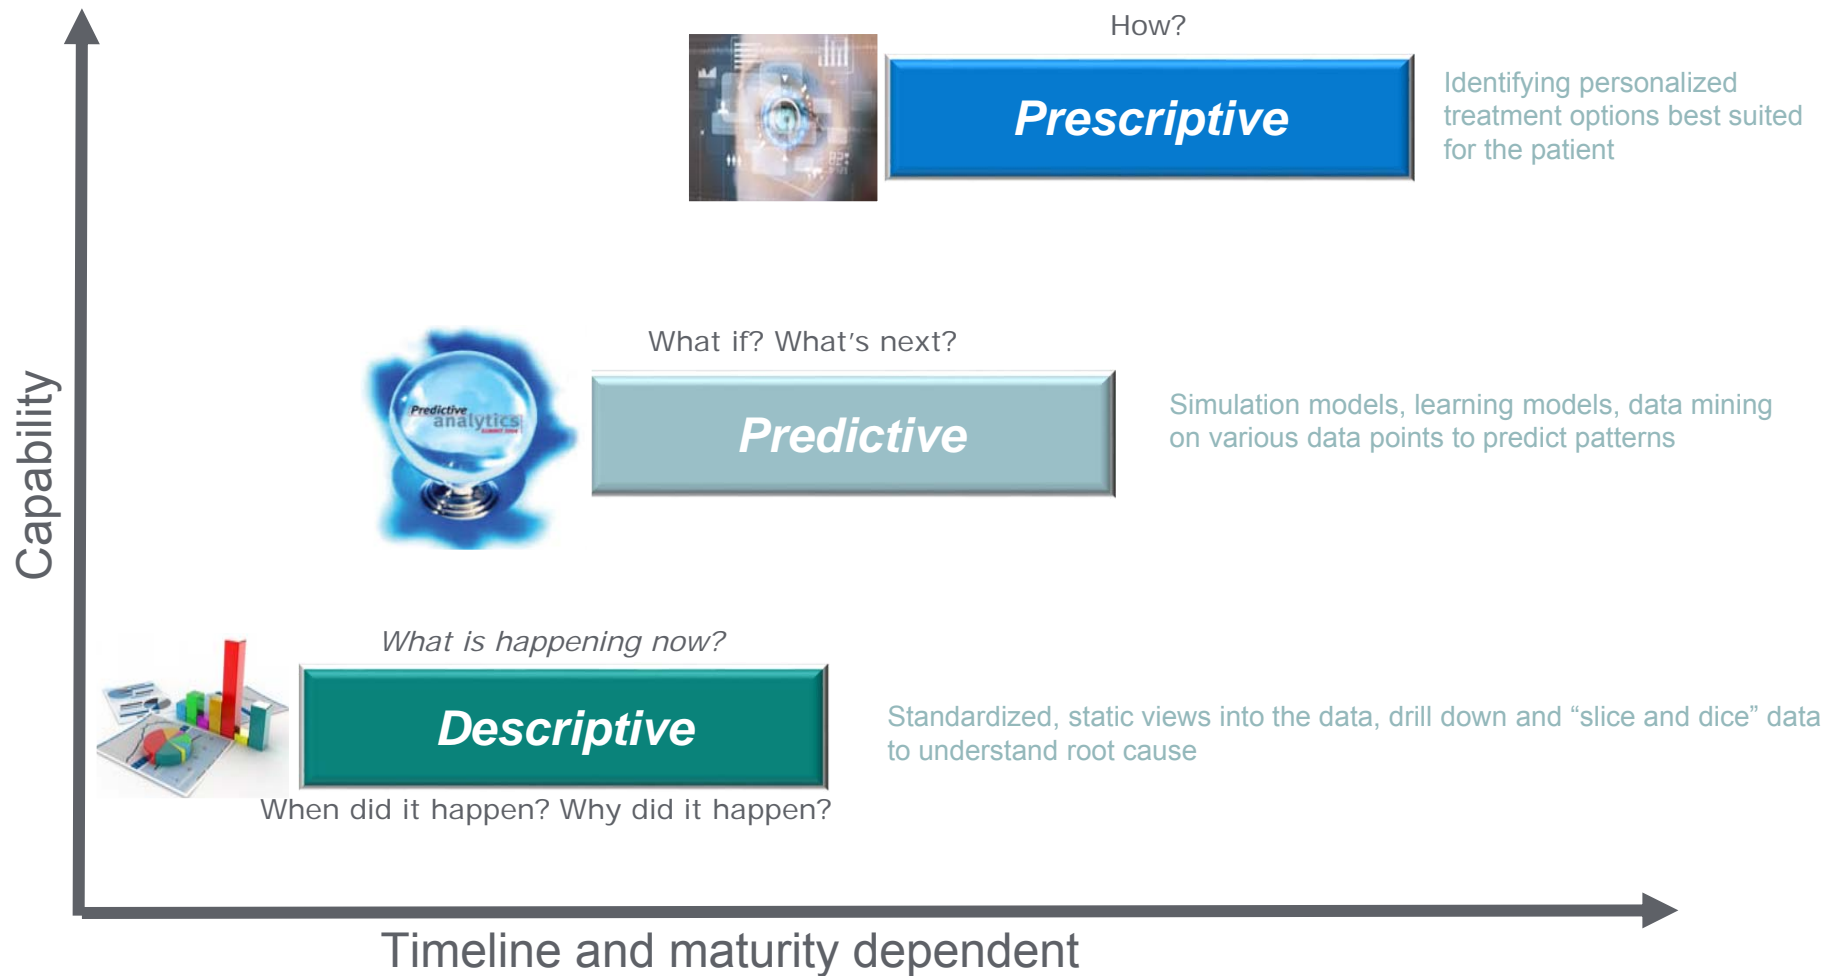 How?
Prescriptive
Identifying personalized
treatment options best suited
for the patient
What if? What's next?
Predictive
analytics
Predictive
Simulation models, learning models, data mining
on various data points to predict patterns
Capability
What is happening now?
Descriptive
Standardized, static views into the data, drill down and “slice and dice” data
to understand root cause
When did it happen? Why did it happen?
Timeline and maturity dependent